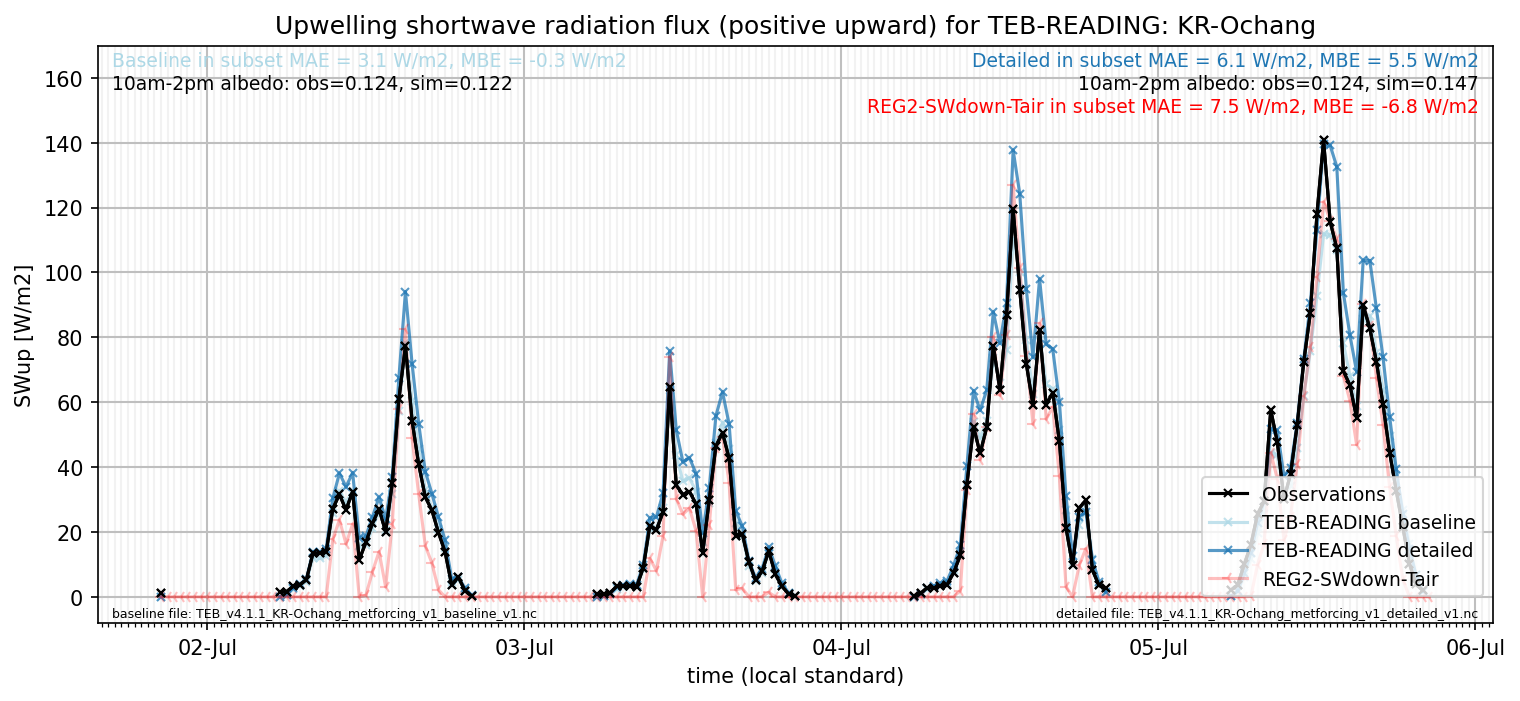 Upwelling shortwave radiation flux (positive upward) for TEB-READING: KR-Ochang
Baseline in subset MAE = 3.1 W/m2, MBE = -0.3 W/m2
10am-2pm albedo: obs=0.124, sim=0.122
Detailed in subset MAE = 6.1 W/m2, MBE = 5.5 W/m2
10am-2pm albedo: obs=0.124, sim=0.147
REG2-SWdown-Tair in subset MAE = 7.5 W/m2, MBE = -6.8 W/m2
SWup [W/m2]
160
140
120
100
80
60
40
20
0
Observations
TEB-READING baseline
TEB-READING detailed
REG2-SWdown-Tair
baseline file: TEB_v4.1.1_KR-Ochang_metforcing_v1_baseline_v1.nc
detailed file: TEB_v4.1.1_KR-Ochang_metforcing_v1_detailed_v1.nc
02-Jul
03-Jul
04-Jul
05-Jul
06-Jul
time (local standard)